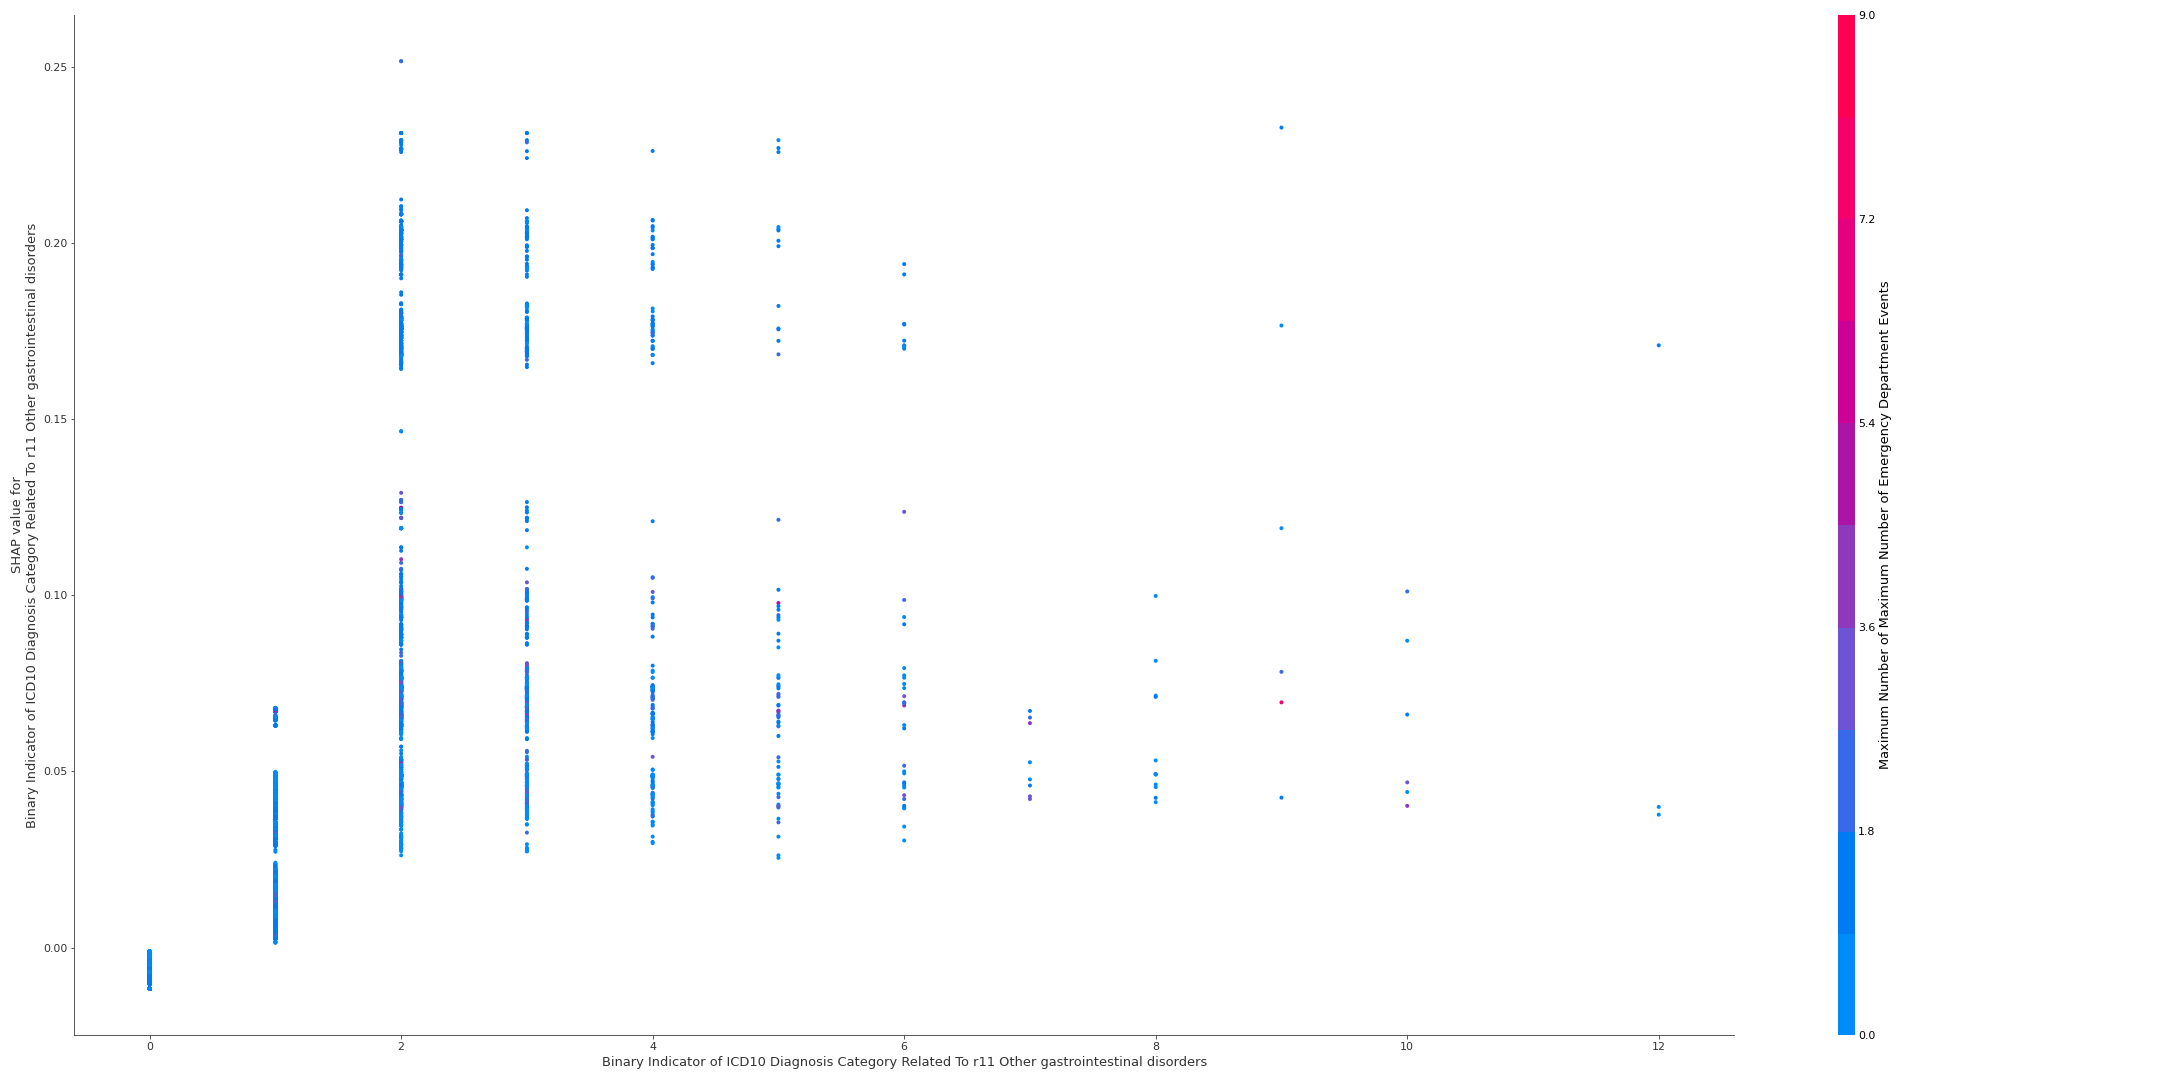 SHAP value for
Binary Indicator of ICD10 Diagnosis Category Related To r11 Other gastrointestinal disorders
0.25
0.20
0.15
0.10
0.05
0.00
0 2 4 6 8 10 12
Binary Indicator of ICD10 Diagnosis Category Related To r11 Other gastrointestinal disorders
9.0
7.2
5.4
3.6
1.8
0.0
Maximum Number of Maximum Number of Emergency Department Events